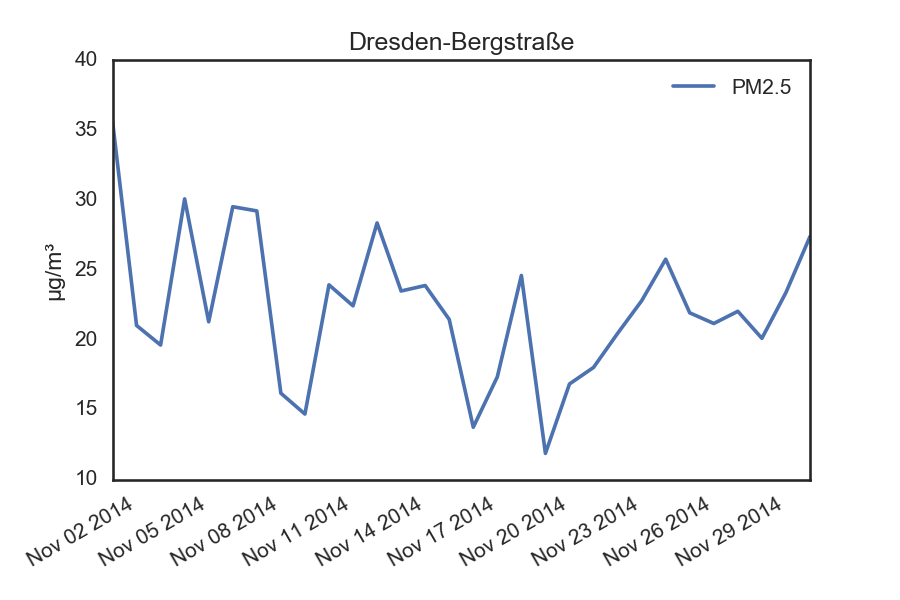 Dresden-Bergstraße
40
35
30
25
20
15
10
µg/m³
PM2.5
Nov 02 2014
Nov 05 2014
Nov 08 2014
Nov 11 2014
Nov 14 2014
Nov 17 2014
Nov 20 2014
Nov 23 2014
Nov 26 2014
Nov 29 2014